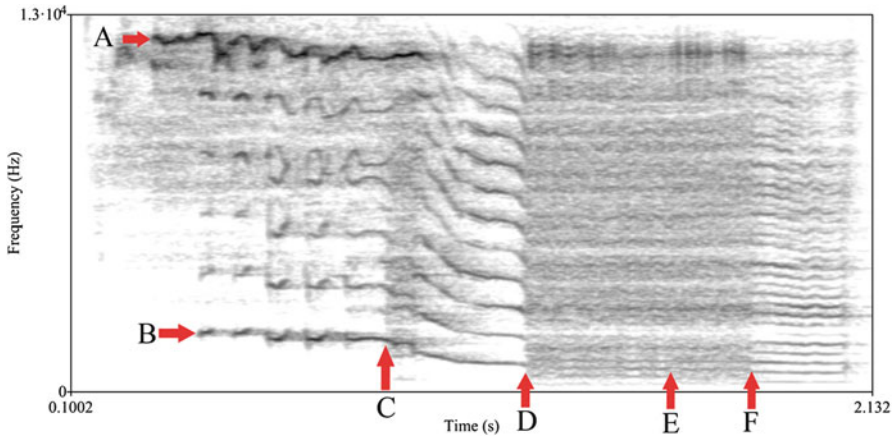 1.3·10⁴
A
Frequency (Hz)
B
0
0.1002
C
Time (s)
D
E
F
2.132